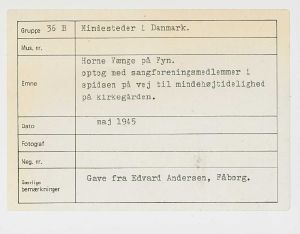 Gruppe 36 B Mindesteder i Danmark.
Mus. nr.
Horne Vænge på Fyn.
optog med sangforeningsmedlemmer i
Emne spidsen på vej til mindehøjtidelighed
på kirkegården.
Dato maj 1945
Fotograf
Neg. nr.
Særlige
bemærkninger Gave fra Edvard Andersen, Fåborg.